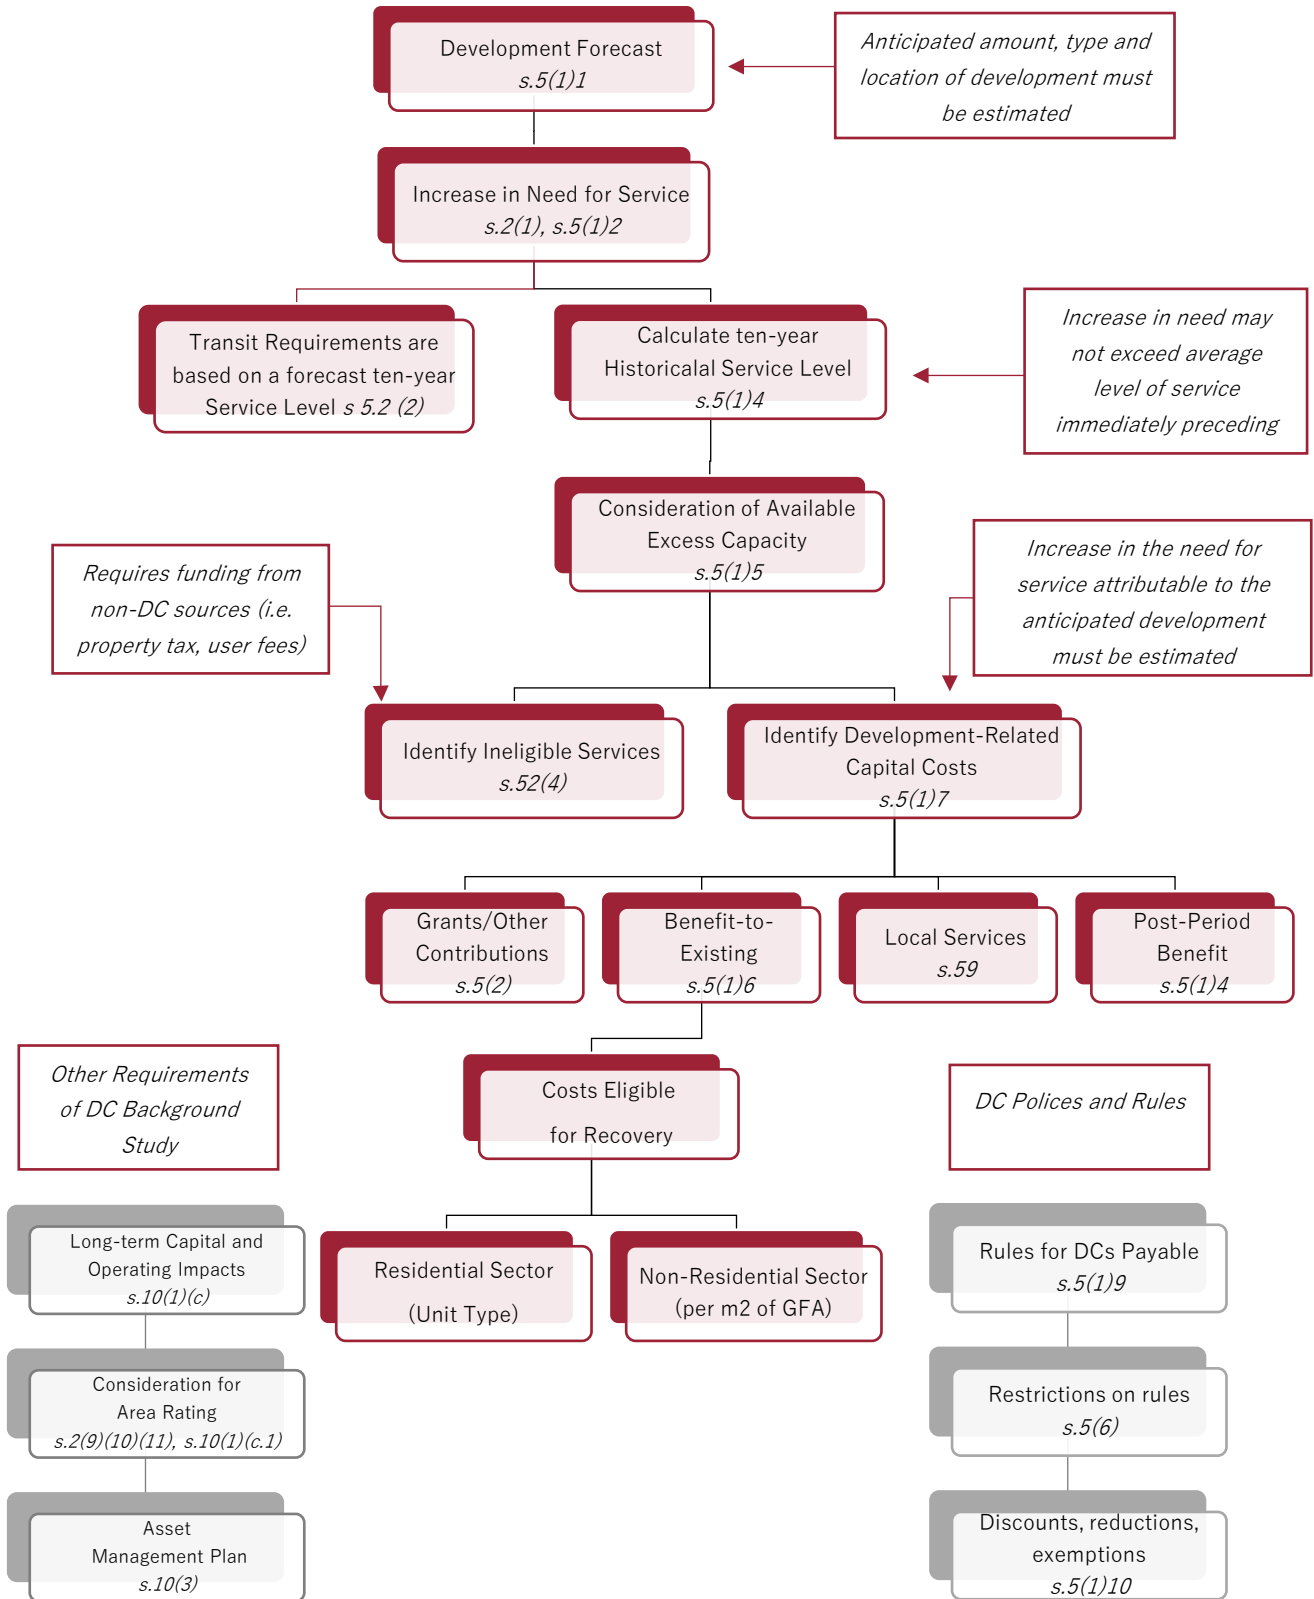 Development Forecast
s.5(1)1
Anticipated amount, type and
location of development must
be estimated
Increase in Need for Service
s.2(1), s.5(1)2
Transit Requirements are
based on a forecast ten-year
Service Level s 5.2 (2)
Calculate ten-year
Historicalal Service Level
s.5(1)4
Increase in need may
not exceed average
level of service
immediately preceding
Consideration of Available
Excess Capacity
s.5(1)5
Requires funding from
non-DC sources (i.e.
property tax, user fees)
Increase in the need for
service attributable to the
anticipated development
must be estimated
Identify Ineligible Services
s.52(4)
Identify Development-Related
Capital Costs
s.5(1)7
Grants/Other
Contributions
s.5(2)
Benefit-to-
Existing
s.5(1)6
Local Services
s.59
Post-Period
Benefit
s.5(1)4
Costs Eligible
for Recovery
Residential Sector
(Unit Type)
Non-Residential Sector
(per m2 of GFA)
Other Requirements
of DC Background
Study
Long-term Capital and
Operating Impacts
s.10(1)(c)
Consideration for
Area Rating
s.2(9)(10)(11), s.10(1)(c.1)
Asset
Management Plan
s.10(3)
DC Polices and Rules
Rules for DCs Payable
s.5(1)9
Restrictions on rules
s.5(6)
Discounts, reductions,
exemptions
s.5(1)10